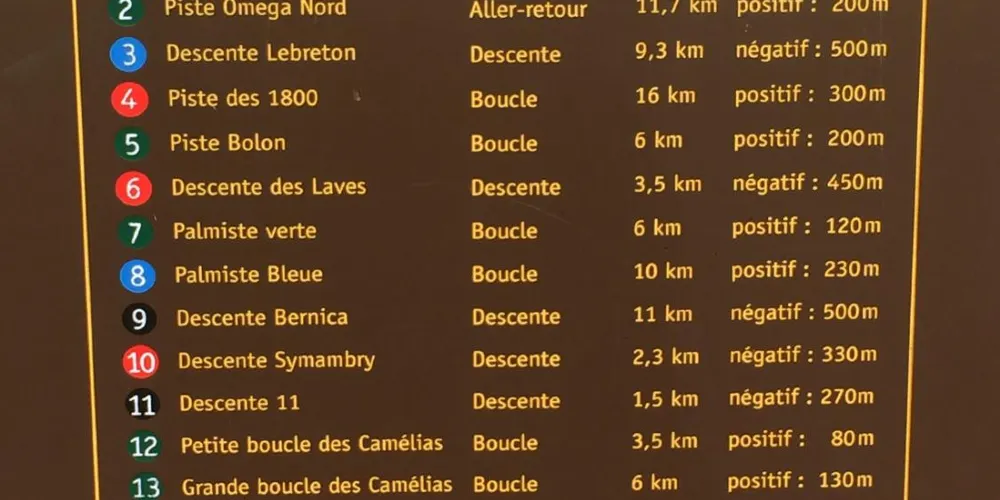 2 Piste Omega Nord Aller-retour 11,7 km positif : 200m
3 Descente Lebreton Descente 9,3 km négatif : 500m
4 Piste des 1800 Boucle 16 km positif : 300m
5 Piste Bolon Boucle 6 km positif : 200m
6 Descente des Laves Descente 3,5 km négatif : 450m
7 Palmiste verte Boucle 6 km positif : 120m
8 Palmiste Bleue Boucle 10 km positif : 230m
9 Descente Bernica Descente 11 km négatif : 500m
10 Descente Symambry Descente 2,3 km négatif : 330m
11 Descente 11 Descente 1,5 km négatif : 270m
12 Petite boucle des Camélias Boucle 3,5 km positif : 80m
13 Grande boucle des Camélias Boucle 6 km positif : 130m